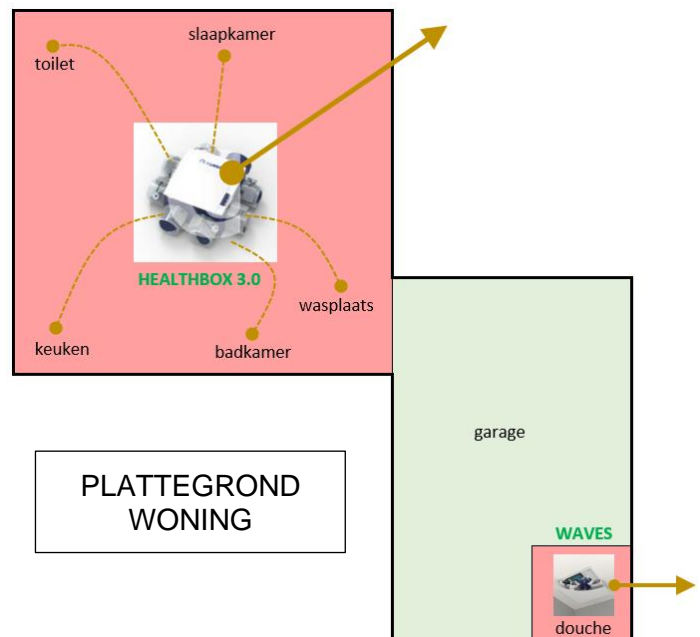 slaapkamer
toilet
HEALTHBOX 3.0
wasplaats
keuken
badkamer
garage
PLATTEGROND
WONING
WAVES
douche